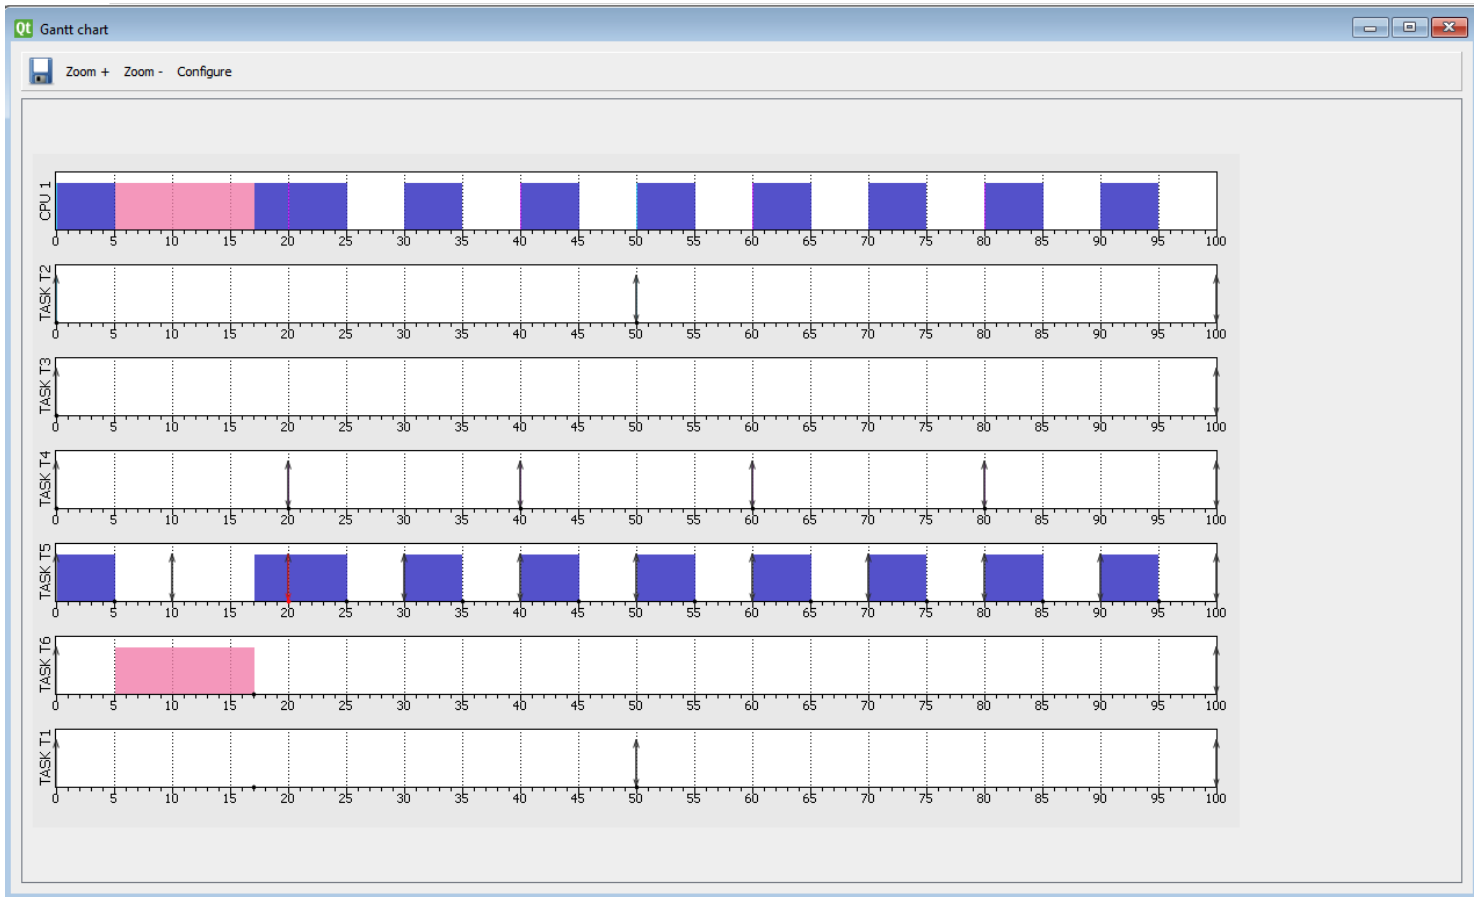 Qt Gantt chart
Zoom + Zoom - Configure
CPU 1
0 5 10 15 20 25 30 35 40 45 50 55 60 65 70 75 80 85 90 95 100
TASK T2
0 5 10 15 20 25 30 35 40 45 50 55 60 65 70 75 80 85 90 95 100
TASK T3
0 5 10 15 20 25 30 35 40 45 50 55 60 65 70 75 80 85 90 95 100
TASK T4
0 5 10 15 20 25 30 35 40 45 50 55 60 65 70 75 80 85 90 95 100
TASK T5
0 5 10 15 20 25 30 35 40 45 50 55 60 65 70 75 80 85 90 95 100
TASK T6
0 5 10 15 20 25 30 35 40 45 50 55 60 65 70 75 80 85 90 95 100
TASK T1
0 5 10 15 20 25 30 35 40 45 50 55 60 65 70 75 80 85 90 95 100